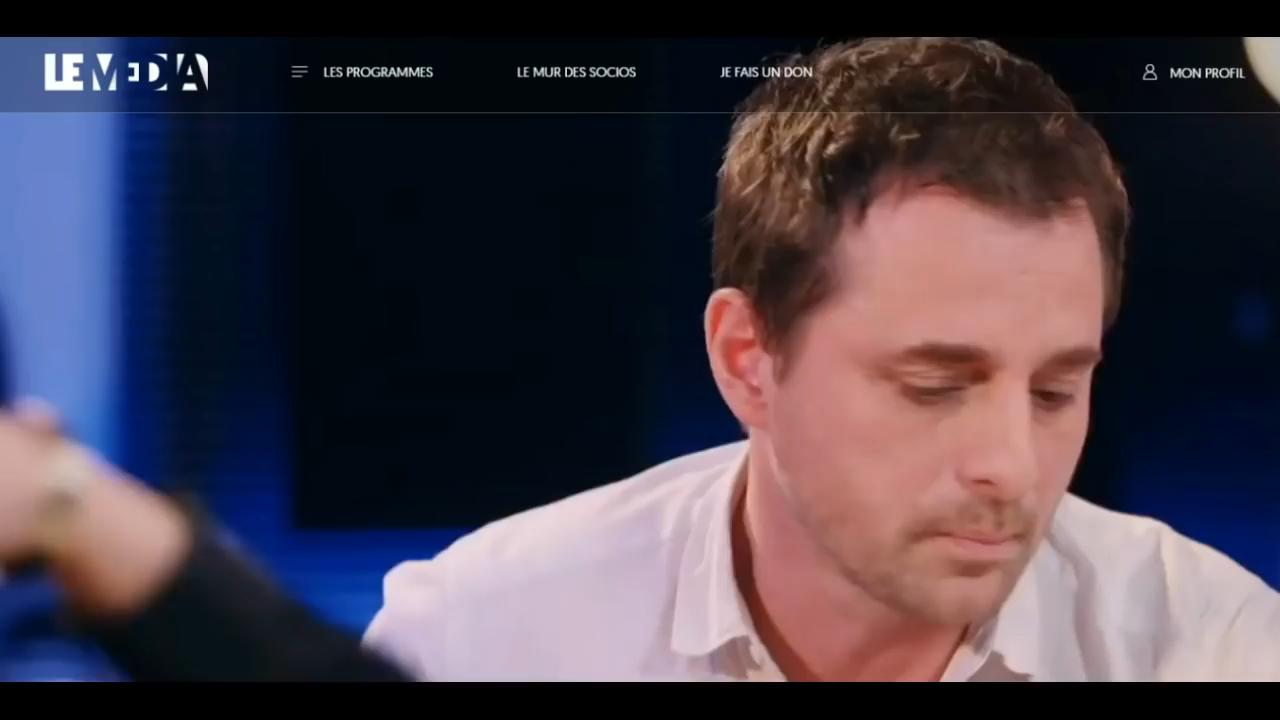 LE MEDIA
LES PROGRAMMES
LE MUR DES SOCIOS
JE FAIS UN DON
MON PROFIL